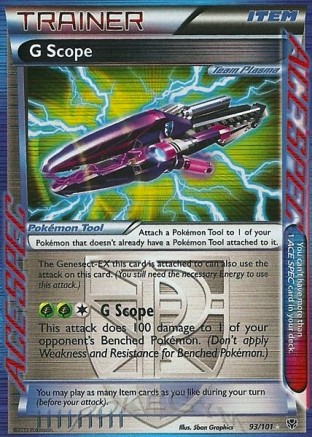 TRAINER
ITEM
G Scope
Team Plasma
ACE SPEC
ACE SPEC
Pokémon Tool
Attach a Pokémon Tool to 1 of your
Pokémon that doesn't already have a Pokémon Tool attached to it.
You can't have more than
1 ACE SPEC card in your deck.
The Genesect-EX this card is attached to can also use the
attack on this card. (You still need the necessary Energy to use
this attack.)
G Scope
This attack does 100 damage to 1 of your
opponent's Benched Pokémon. (Don't apply
Weakness and Resistance for Benched Pokémon.)
You may play as many Item cards as you like during your turn
(before your attack).
Illus. 5ban Graphics
93/101